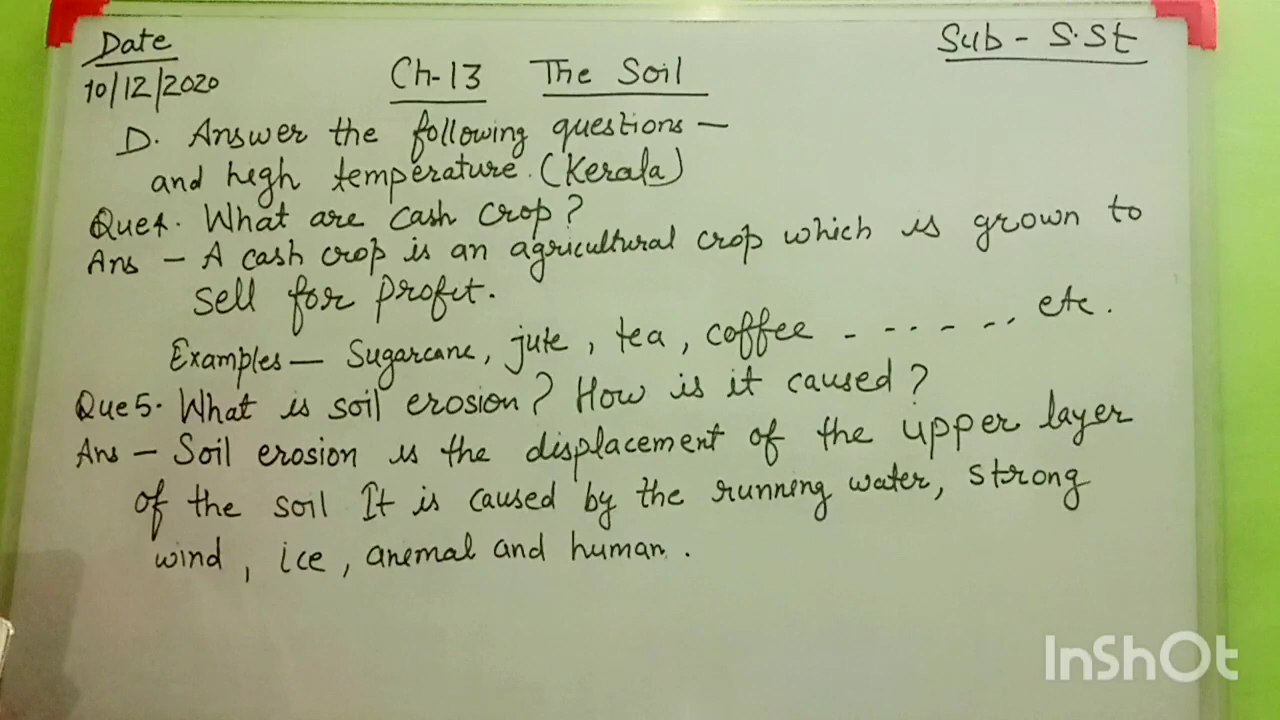 Date
Sub - S.St
10/12/2020
Ch-13 The Soil
D. Answer the following questions —
and high temperature. (Kerala)
Que4. What are cash crop?
Ans - A cash crop is an agricultural crop which is grown to
sell for profit.
Examples — Sugarcane, jute, tea, coffee - - - - - .. etc.
Que5. What is soil erosion? How is it caused?
Ans - Soil erosion is the displacement of the upper layer
of the soil It is caused by the running water, strong
wind, ice, anemal and human.
InShOt